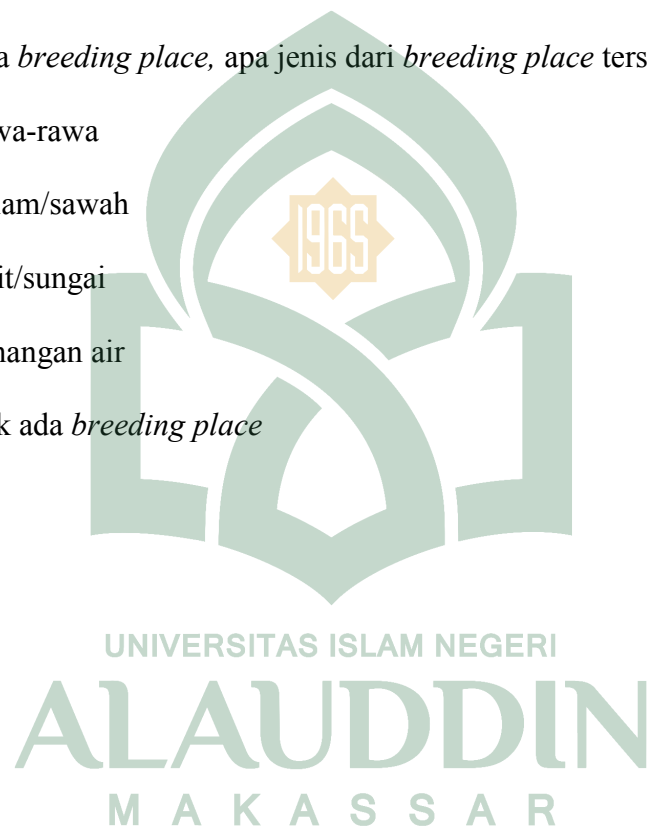 a breeding place, apa jenis dari breeding place ters
wa-rawa
am/sawah
it/sungai
nangan air
k ada breeding place
1965
UNIVERSITAS ISLAM NEGERI
ALAUDDIN
MAKASSAR